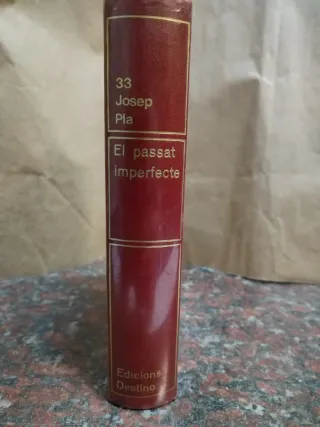 33
Josep
Pla
El passat
imperfecte
Edicions
Destino